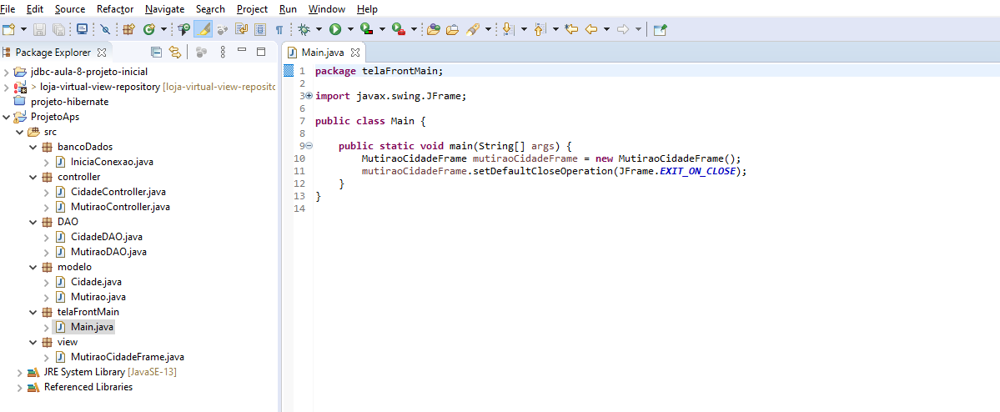 File Edit Source Refactor Navigate Search Project Run Window Help
Package Explorer
jdbc-aula-8-projeto-inicial
> loja-virtual-view-repository [loja-virtual-view-reposito
projeto-hibernate
ProjetoAps
src
bancoDados
IniciaConexao.java
controller
CidadeController.java
MutiraoController.java
DAO
CidadeDAO.java
MutiraoDAO.java
modelo
Cidade.java
Mutirao.java
telaFrontMain
Main.java
view
MutiraoCidadeFrame.java
JRE System Library [JavaSE-13]
Referenced Libraries
Main.java
1 package telaFrontMain;
2
3 import javax.swing.JFrame;
6
7 public class Main {
8
9 public static void main(String[] args) {
10 MutiraoCidadeFrame mutiraoCidadeFrame = new MutiraoCidadeFrame();
11 mutiraoCidadeFrame.setDefaultCloseOperation(JFrame.EXIT_ON_CLOSE);
12 }
13 }
14